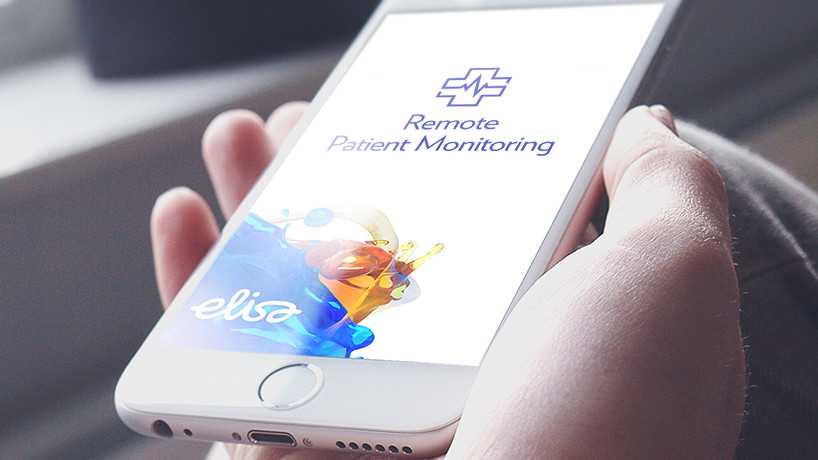 Remote
Patient Monitoring
elisa